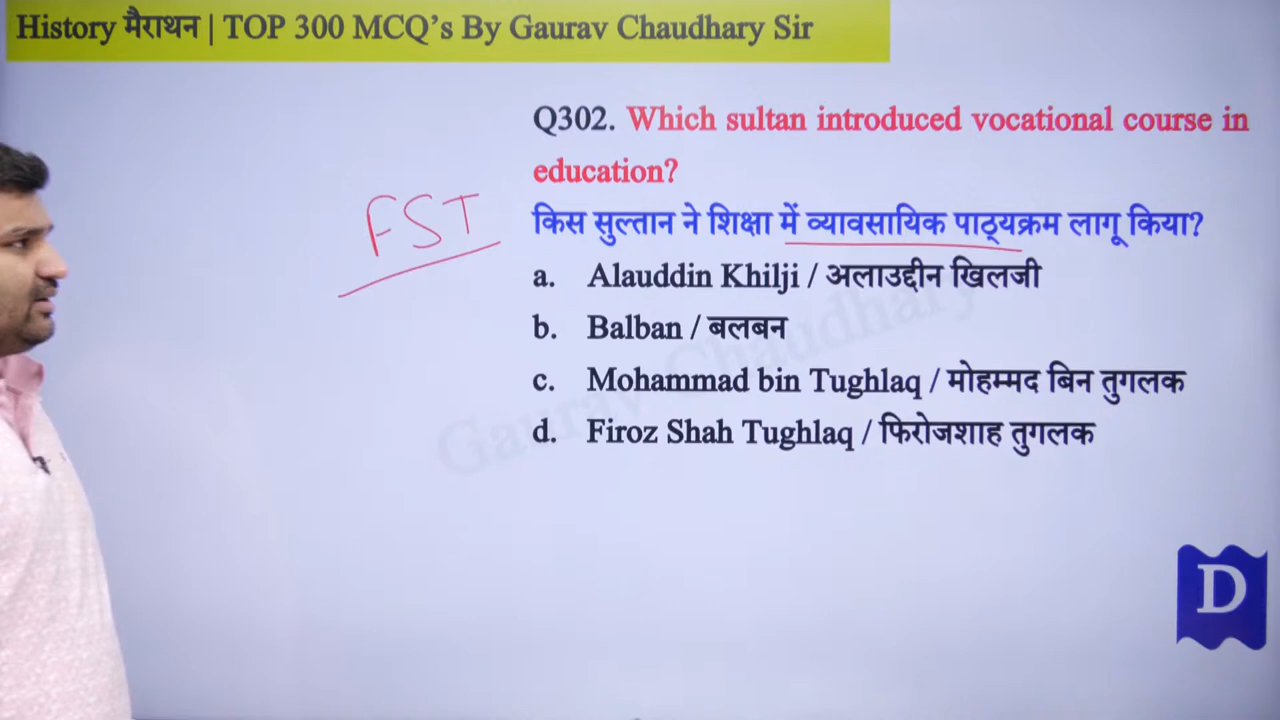 History मैराथन | TOP 300 MCQ’s By Gaurav Chaudhary Sir
Q302. Which sultan introduced vocational course in
education?
FST
किस सुल्तान ने शिक्षा में व्यावसायिक पाठ्यक्रम लागू किया?
a. Alauddin Khilji / अलाउद्दीन खिलजी
b. Balban / बलबन
c. Mohammad bin Tughlaq / मोहम्मद बिन तुगलक
d. Firoz Shah Tughlaq / फिरोजशाह तुगलक
Gaurav Chaudhary
D